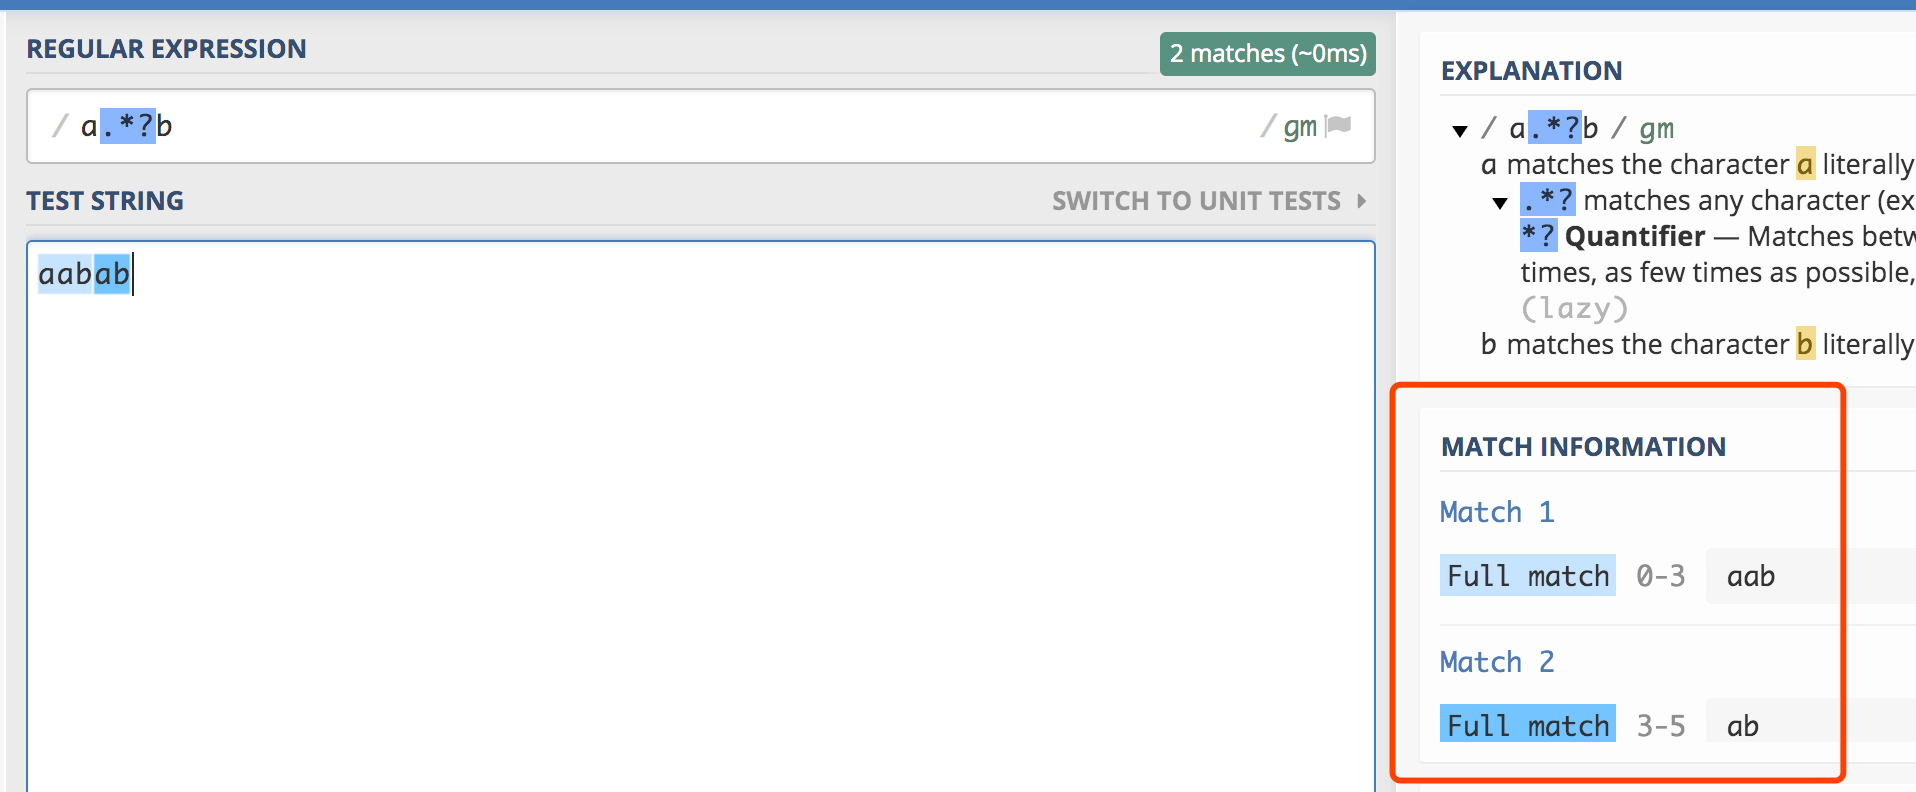 REGULAR EXPRESSION
2 matches (~0ms)
/ a.*?b / gm
TEST STRING
SWITCH TO UNIT TESTS
aabab
EXPLANATION
/ a.*?b / gm
a matches the character a literally
.*? matches any character (ex
*? Quantifier — Matches betw
times, as few times as possible,
(lazy)
b matches the character b literally
MATCH INFORMATION
Match 1
Full match 0-3 aab
Match 2
Full match 3-5 ab